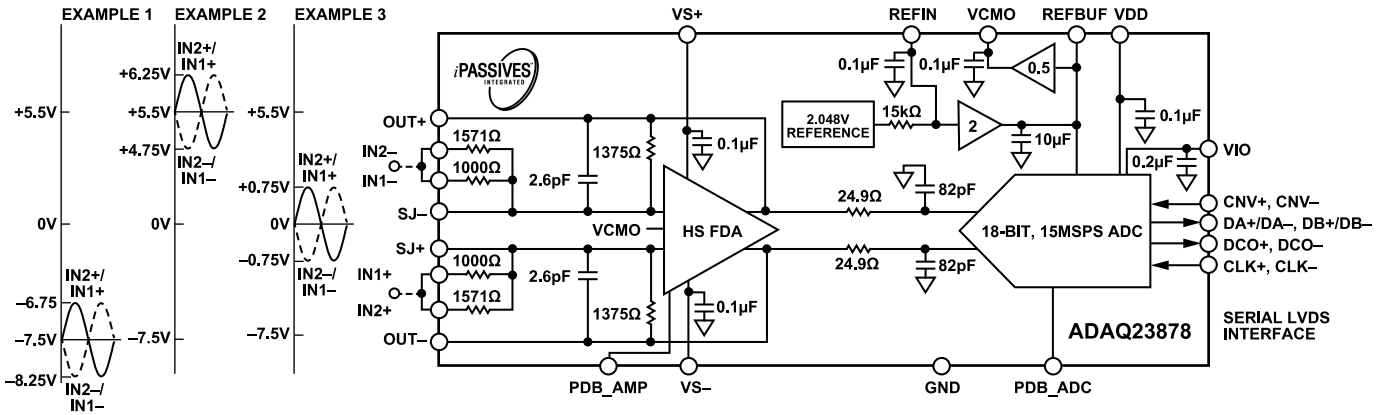 EXAMPLE 1
EXAMPLE 2
EXAMPLE 3
+5.5V
0V
–6.75
–7.5V
–8.25V
IN2+/
IN1+
IN2–/
IN1–
IN2+/
IN1+
+6.25V
+5.5V
+4.75V
IN2–/
IN1–
0V
–7.5V
+5.5V
IN2+/
IN1+
+0.75V
0V
–0.75V
IN2–/
IN1–
–7.5V
iPASSIVES
INTEGRATED
VS+
REFIN
VCMO
REFBUF
VDD
0.1µF
0.1µF
0.5
2.048V
REFERENCE
15kΩ
2
10µF
0.1µF
0.2µF
VIO
OUT+
IN2–
IN1–
SJ–
SJ+
IN1+
IN2+
OUT–
1571Ω
1000Ω
2.6pF
1375Ω
0.1µF
VCMO
HS FDA
1000Ω
1571Ω
2.6pF
1375Ω
0.1µF
24.9Ω
82pF
24.9Ω
82pF
18-BIT, 15MSPS ADC
CNV+, CNV–
DA+/DA–, DB+/DB–
DCO+, DCO–
CLK+, CLK–
SERIAL LVDS
INTERFACE
ADAQ23878
PDB_AMP
VS–
GND
PDB_ADC